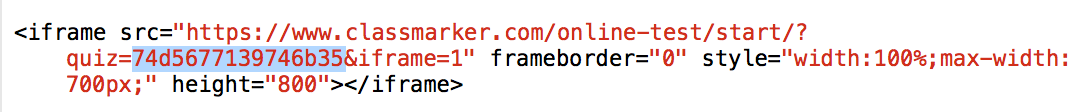 <iframe src="https://www.classmarker.com/online-test/start/?
quiz=74d5677139746b35&iframe=1" frameborder="0" style="width:100%;max-width:
700px;" height="800"></iframe>